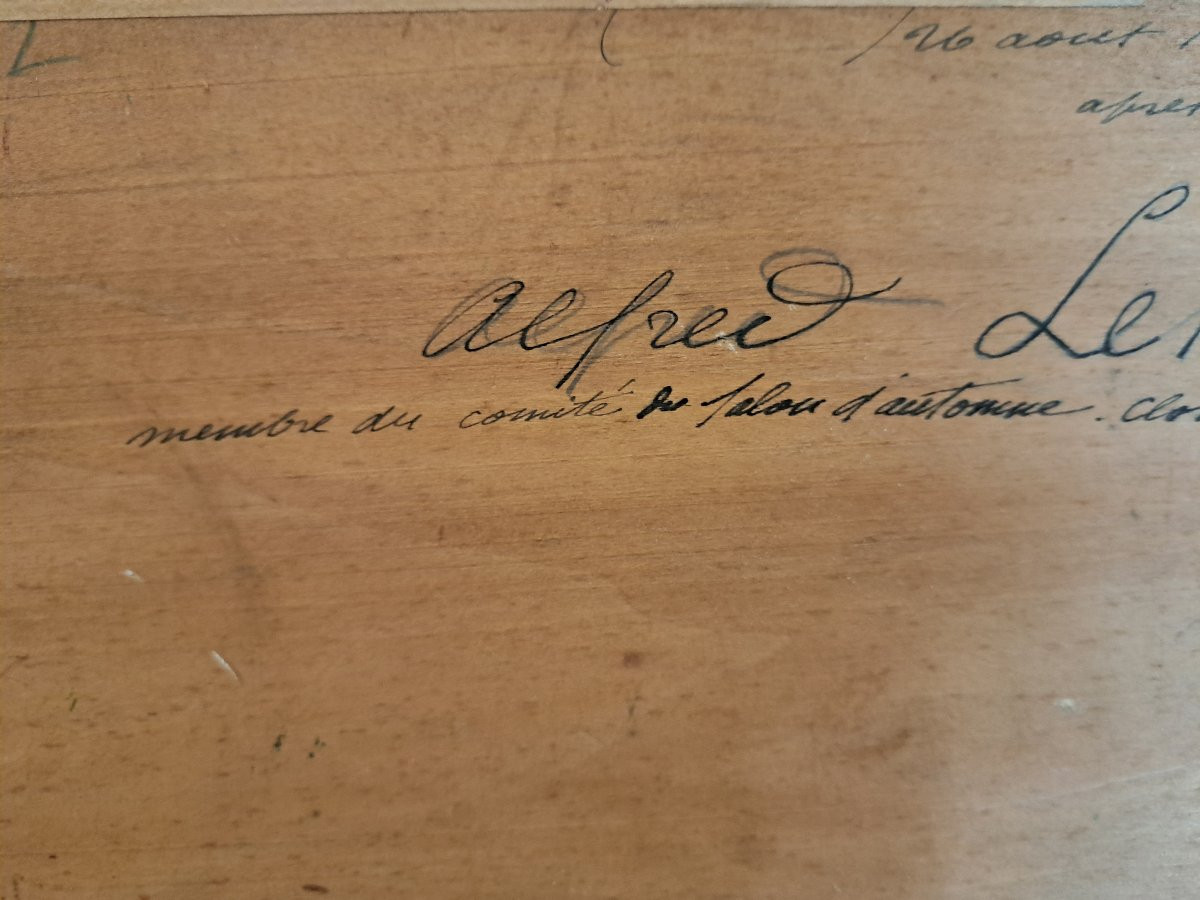 26 aout
apres
Alfred Le
membre du comité du salon d'automne. Clo